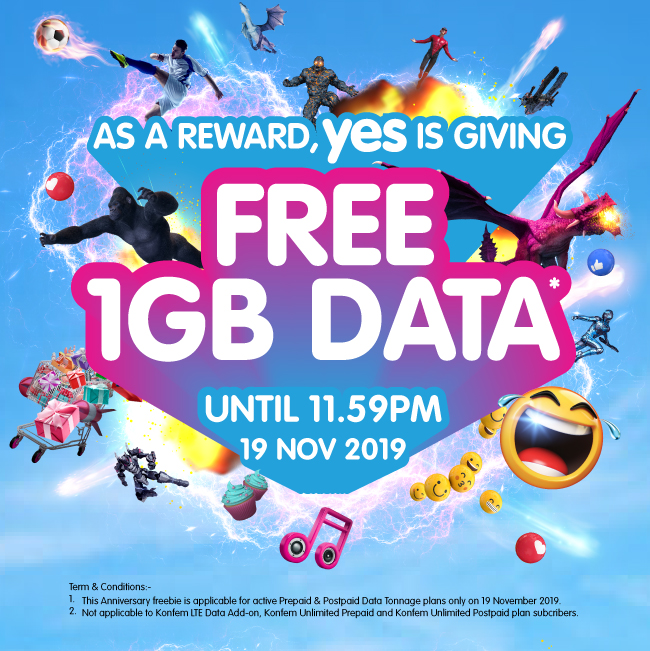 AS A REWARD, yes IS GIVING
FREE
1GB DATA*
UNTIL 11.59PM
19 NOV 2019
Term & Conditions:-
1. This Anniversary freebie is applicable for active Prepaid & Postpaid Data Tonnage plans only on 19 November 2019.
2. Not applicable to Konfem LTE Data Add-on, Konfem Unlimited Prepaid and Konfem Unlimited Postpaid plan subcribers.